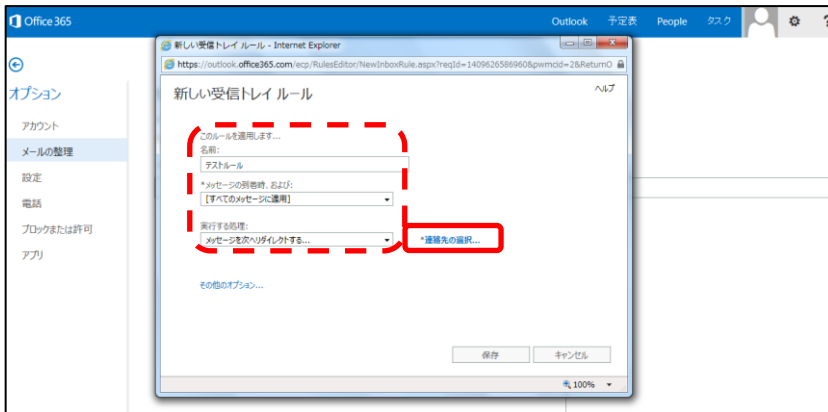 Office 365
Outlook 予定表 People タスク ?
オプション
アカウント
メールの整理
設定
電話
ブロックまたは許可
アプリ
新しい受信トレイ ルール - Internet Explorer
https://outlook.office365.com/ecp/RulesEditor/NewInboxRule.aspx?reqId=1409626586960&pwmcid=2&ReturnO
ヘルプ
新しい受信トレイ ルール
このルールを適用します...
名前:
テストルール
*メッセージの到着時、および:
[すべてのメッセージに適用]
実行する処理:
メッセージを次へリダイレクトする...
*連絡先の選択...
その他のオプション...
保存 キャンセル
100%